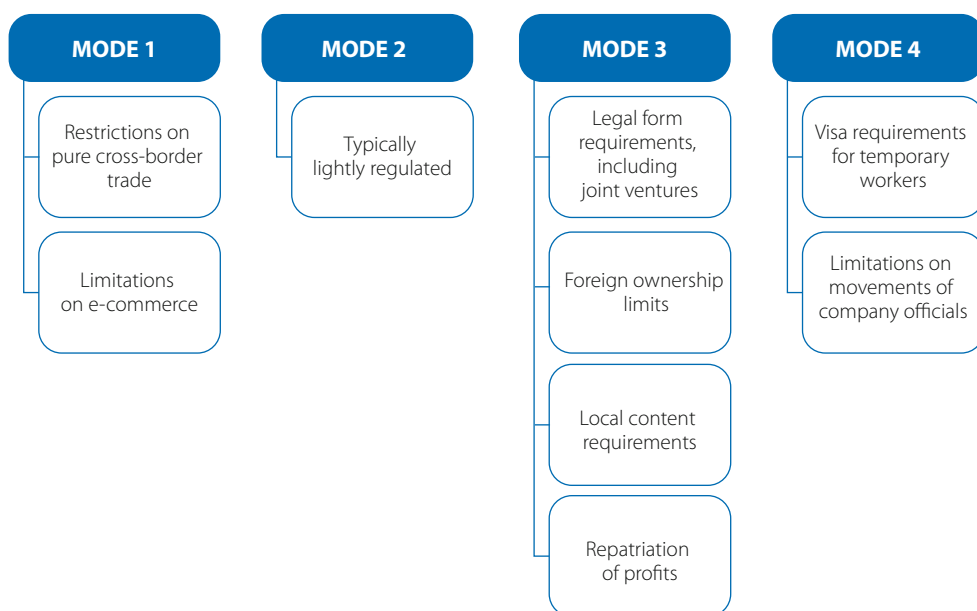 MODE 1
Restrictions on
pure cross-border
trade
Limitations
on e-commerce
MODE 2
Typically
lightly regulated
MODE 3
Legal form
requirements,
including
joint ventures
Foreign ownership
limits
Local content
requirements
Repatriation
of profits
MODE 4
Visa requirements
for temporary
workers
Limitations on
movements of
company officials